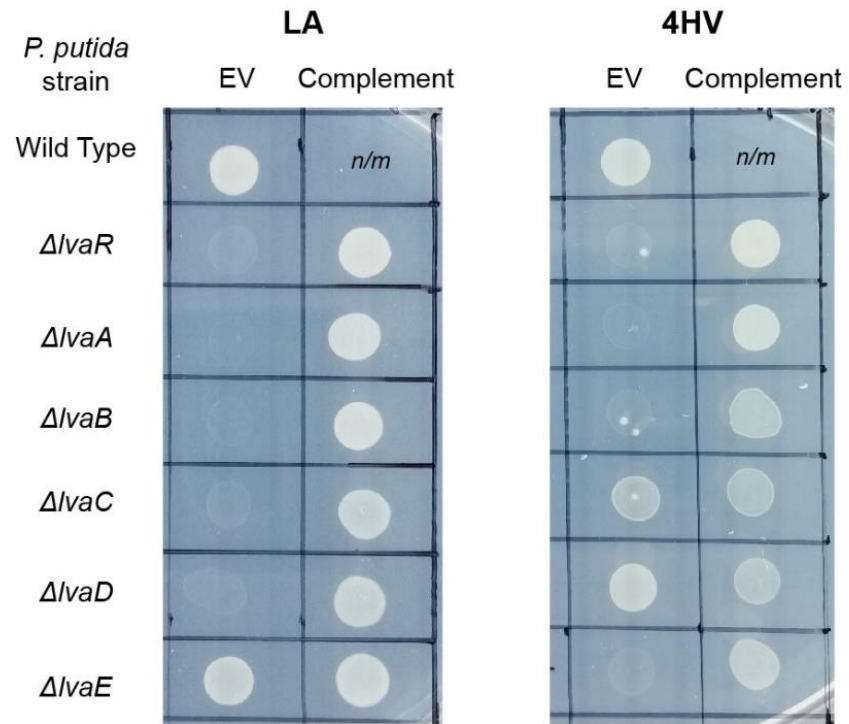 LA 4HV
P. putida
strain
EV Complement EV Complement
Wild Type n/m n/m
ΔlvaR
ΔlvaA
ΔlvaB
ΔlvaC
ΔlvaD
ΔlvaE